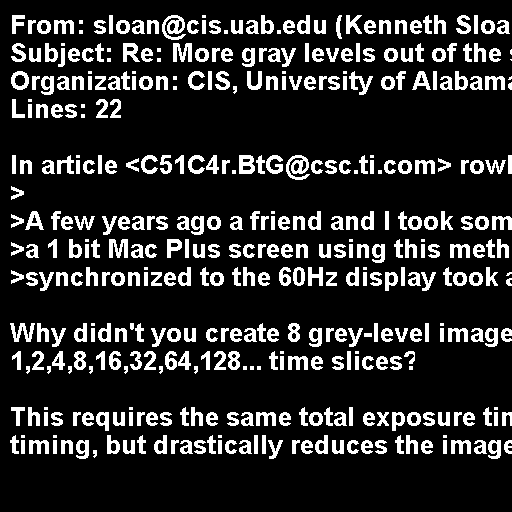 From: sloan@cis.uab.edu (Kenneth Sloa
Subject: Re: More gray levels out of the s
Organization: CIS, University of Alabama
Lines: 22
In article <C51C4r.BtG@csc.ti.com> rowl
>
>A few years ago a friend and I took som
>a 1 bit Mac Plus screen using this meth
>synchronized to the 60Hz display took a
Why didn't you create 8 grey-level image
1,2,4,8,16,32,64,128... time slices?
This requires the same total exposure tim
timing, but drastically reduces the image